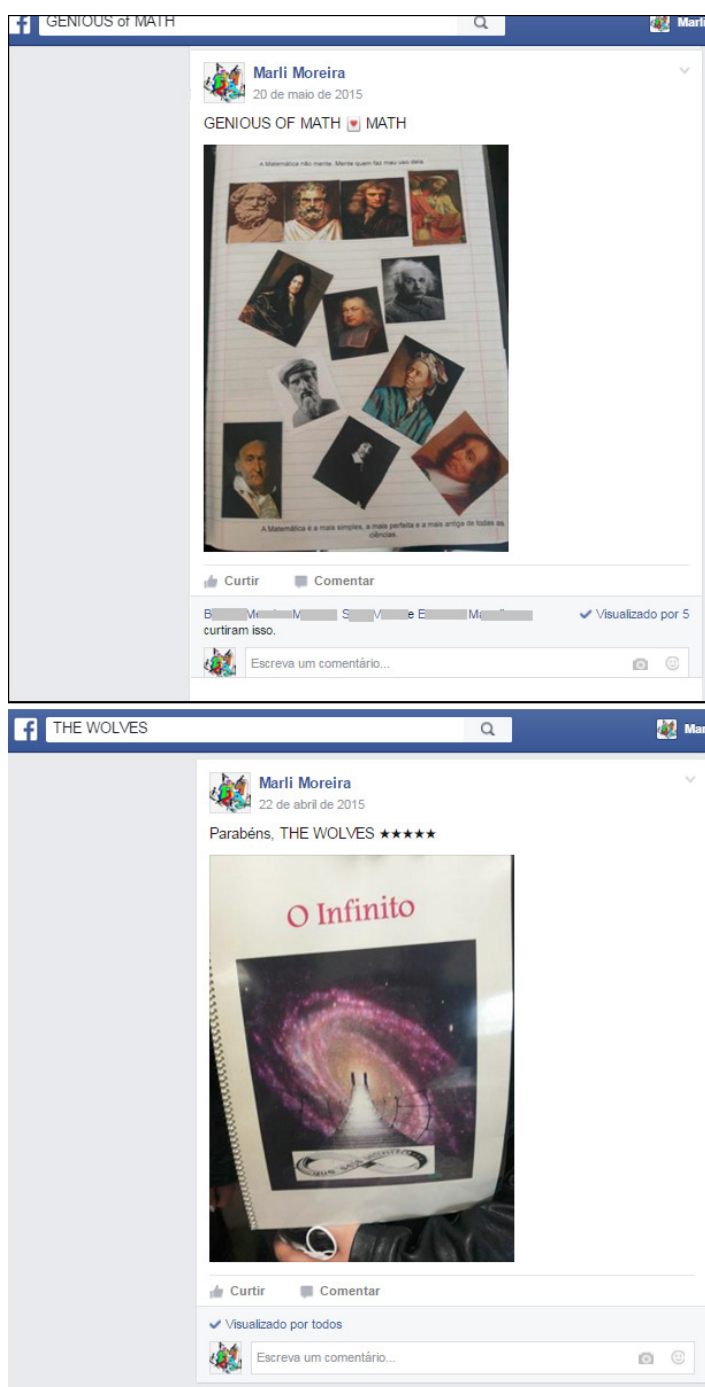 GENIOUS of MATH
Marli
Marli Moreira
20 de maio de 2015
GENIOUS OF MATH 💌 MATH
A Matemática não mente. Mente quem faz mau uso dela.
A Matemática é a mais simples, a mais perfeita e a mais antiga de todas as
ciências.
Curtir Comentar
curtiram isso.
Visualizado por 5
Escreva um comentário...
THE WOLVES
Mar
Marli Moreira
22 de abril de 2015
Parabéns, THE WOLVES ★★★★★
O Infinito
Curtir Comentar
Visualizado por todos
Escreva um comentário...